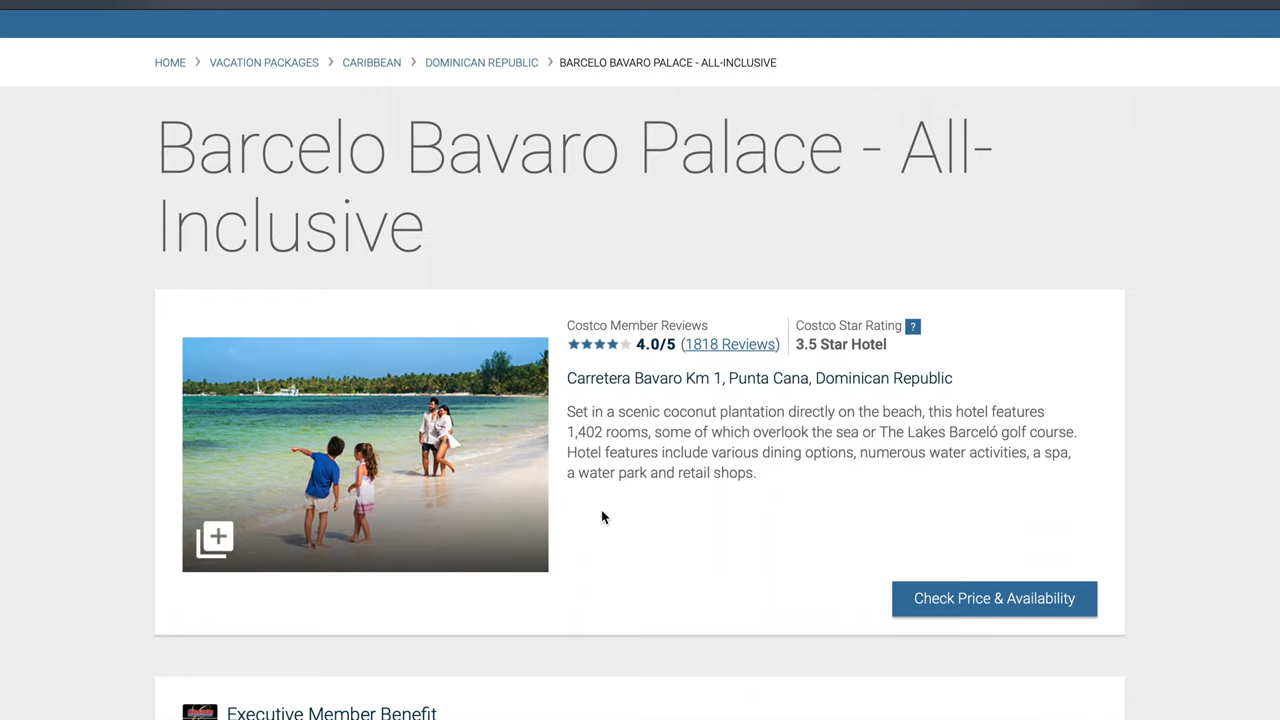 HOME > VACATION PACKAGES > CARIBBEAN > DOMINICAN REPUBLIC > BARCELO BAVARO PALACE - ALL-INCLUSIVE
Barcelo Bavaro Palace - All-
Inclusive
Costco Member Reviews
4.0/5 (1818 Reviews)
Costco Star Rating ?
3.5 Star Hotel
Carretera Bavaro Km 1, Punta Cana, Dominican Republic
Set in a scenic coconut plantation directly on the beach, this hotel features
1,402 rooms, some of which overlook the sea or The Lakes Barceló golf course.
Hotel features include various dining options, numerous water activities, a spa,
a water park and retail shops.
Check Price & Availability
Executive Member Benefit